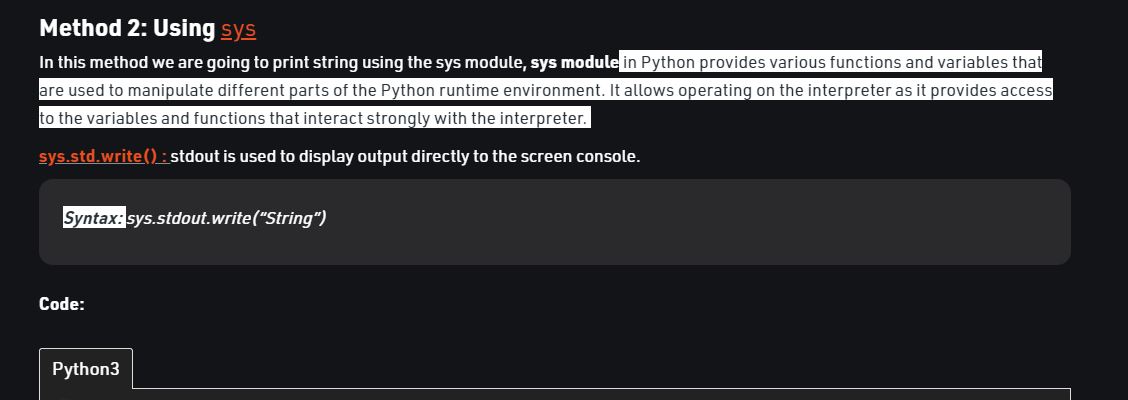 Method 2: Using sys
In this method we are going to print string using the sys module, sys module in Python provides various functions and variables that
are used to manipulate different parts of the Python runtime environment. It allows operating on the interpreter as it provides access
to the variables and functions that interact strongly with the interpreter.
sys.std.write() : stdout is used to display output directly to the screen console.
Syntax: sys.stdout.write(“String”)
Code:
Python3